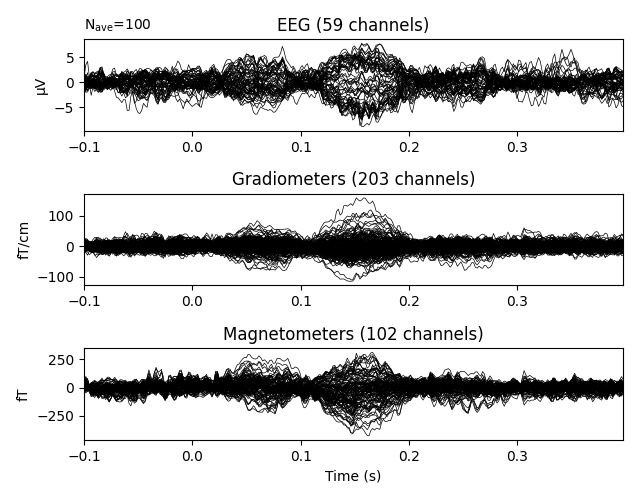 N_ave=100
EEG (59 channels)
5
0
−5
µV
−0.1 0.0 0.1 0.2 0.3
Gradiometers (203 channels)
100
0
−100
fT/cm
−0.1 0.0 0.1 0.2 0.3
Magnetometers (102 channels)
250
0
−250
fT
−0.1 0.0 0.1 0.2 0.3
Time (s)